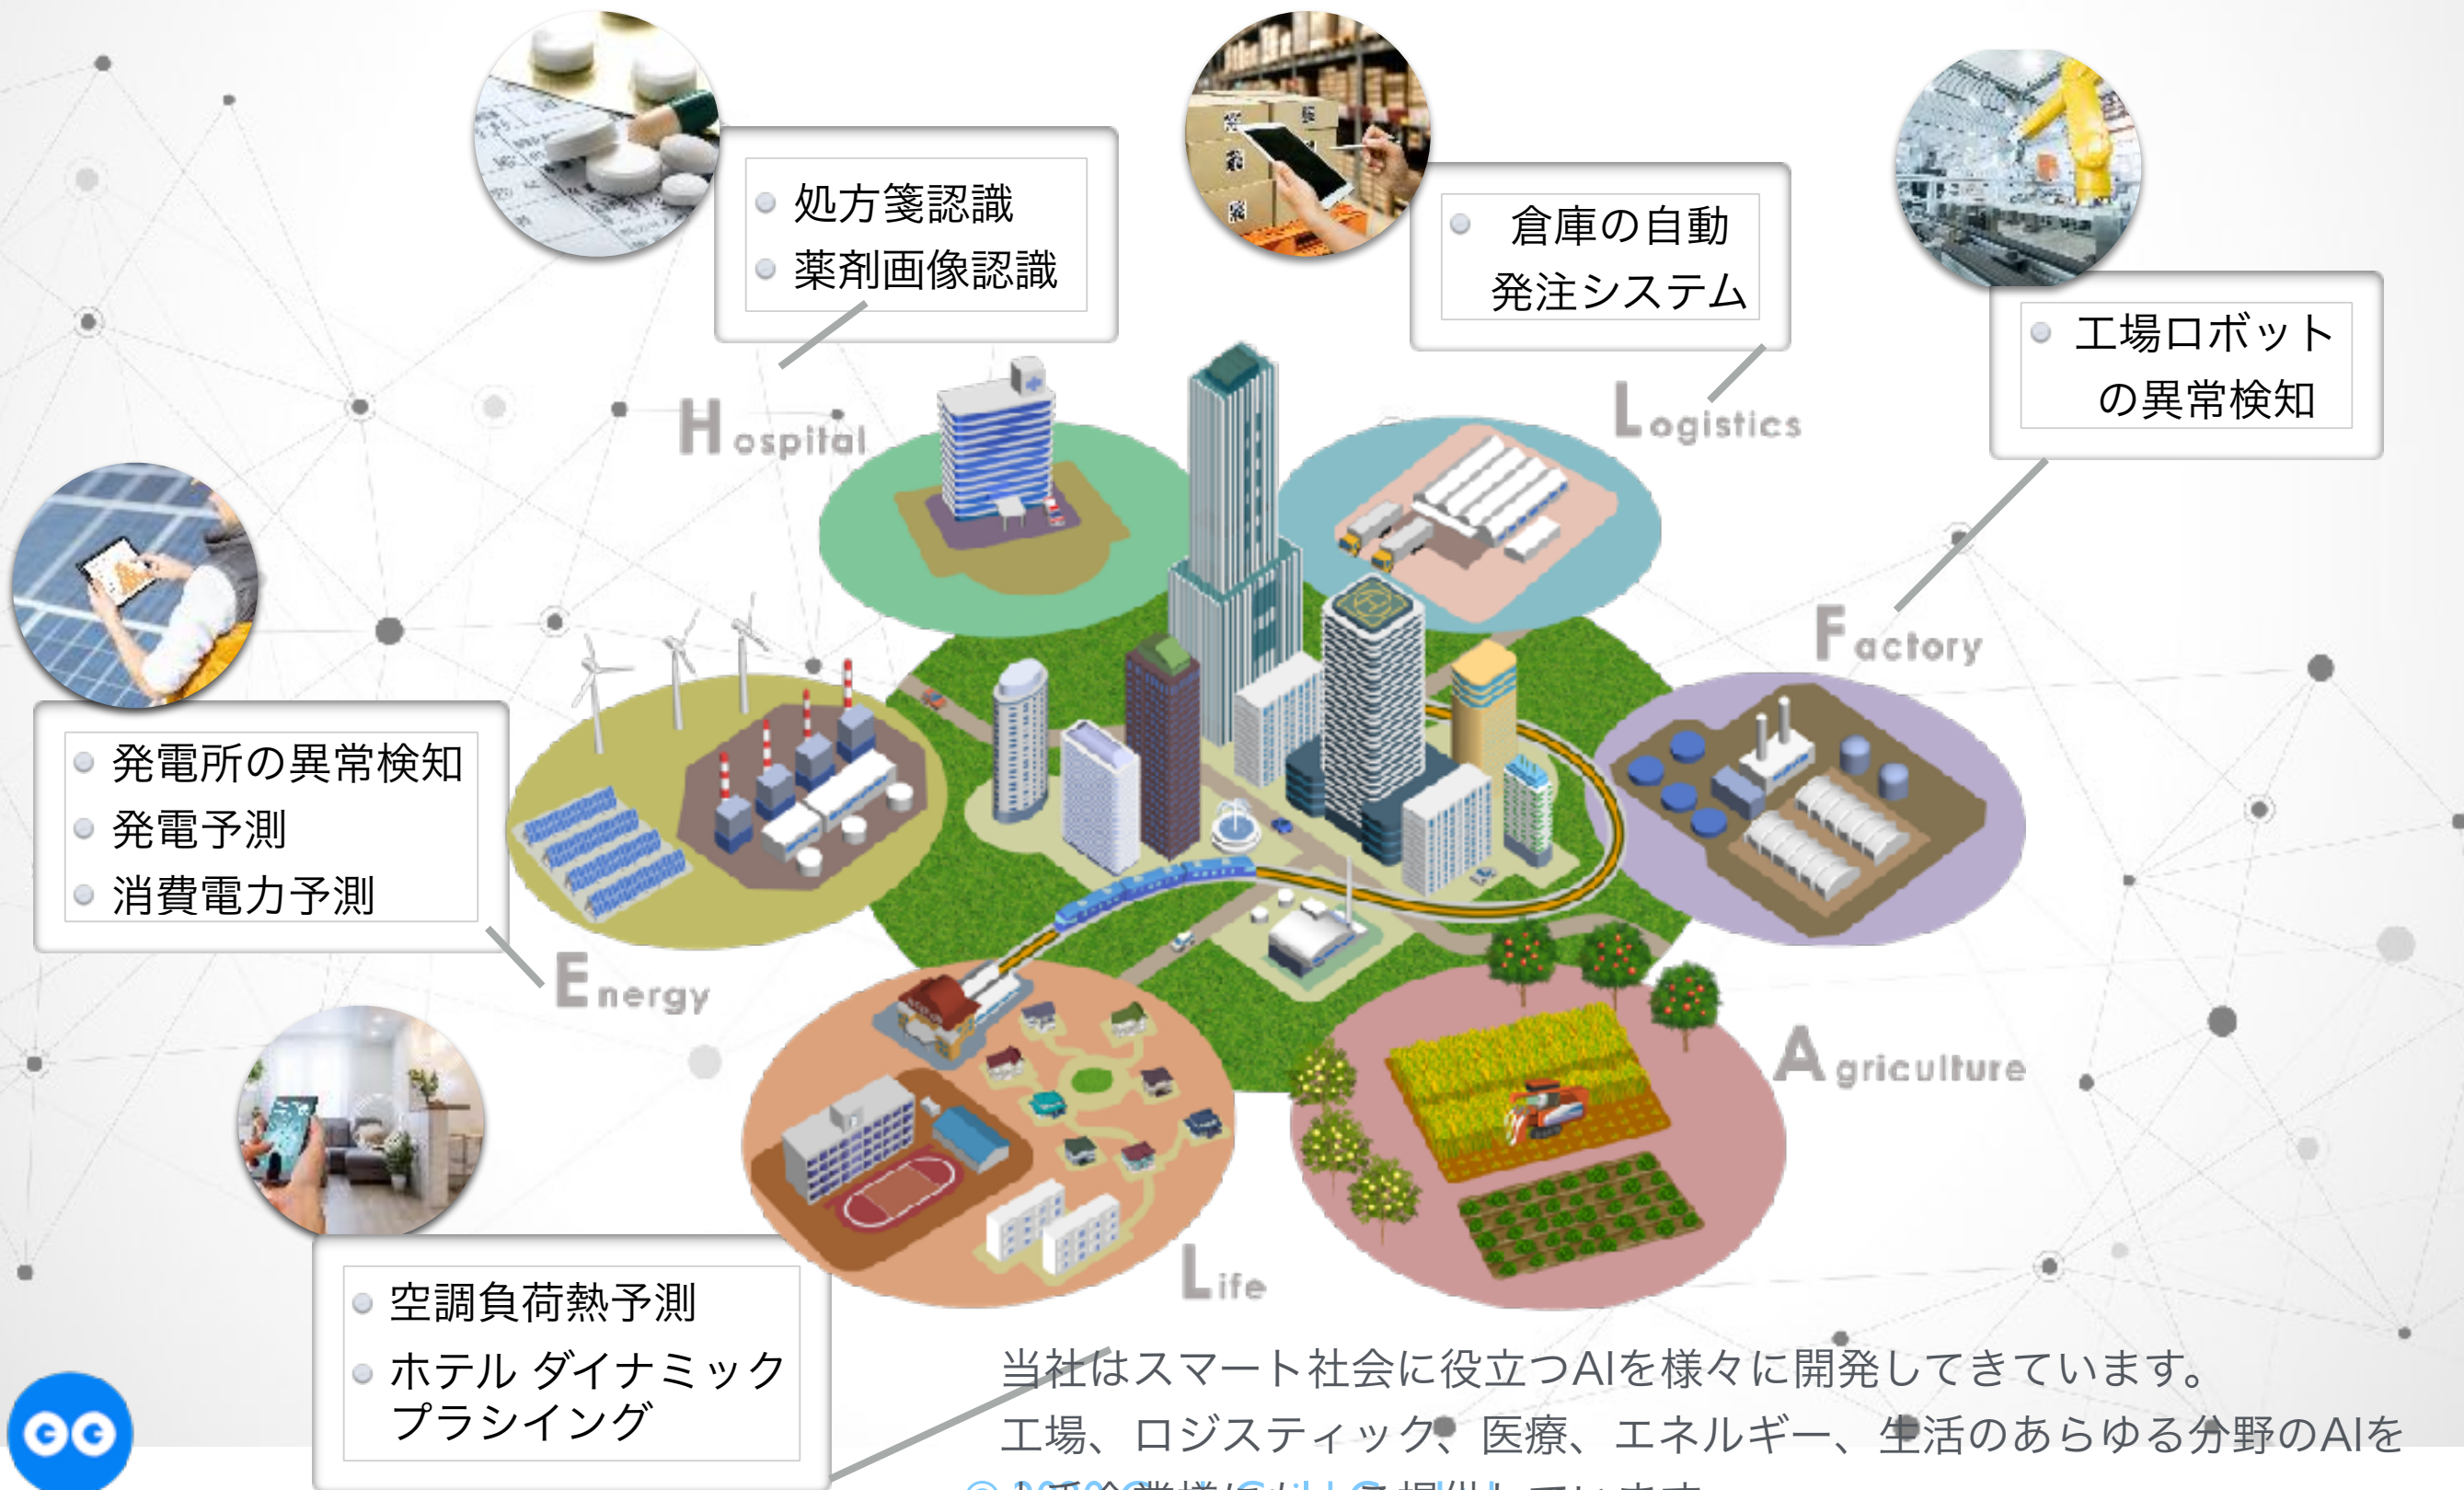 処方箋認識
薬剤画像認識
倉庫の自動
発注システム
工場ロボット
の異常検知
Hospital
Logistics
Factory
発電所の異常検知
発電予測
消費電力予測
Energy
Agriculture
Life
空調負荷熱予測
ホテル ダイナミック
プラシイング
当社はスマート社会に役立つAIを様々に開発してきています。
工場、ロジスティック、医療、エネルギー、生活のあらゆる分野のAIを